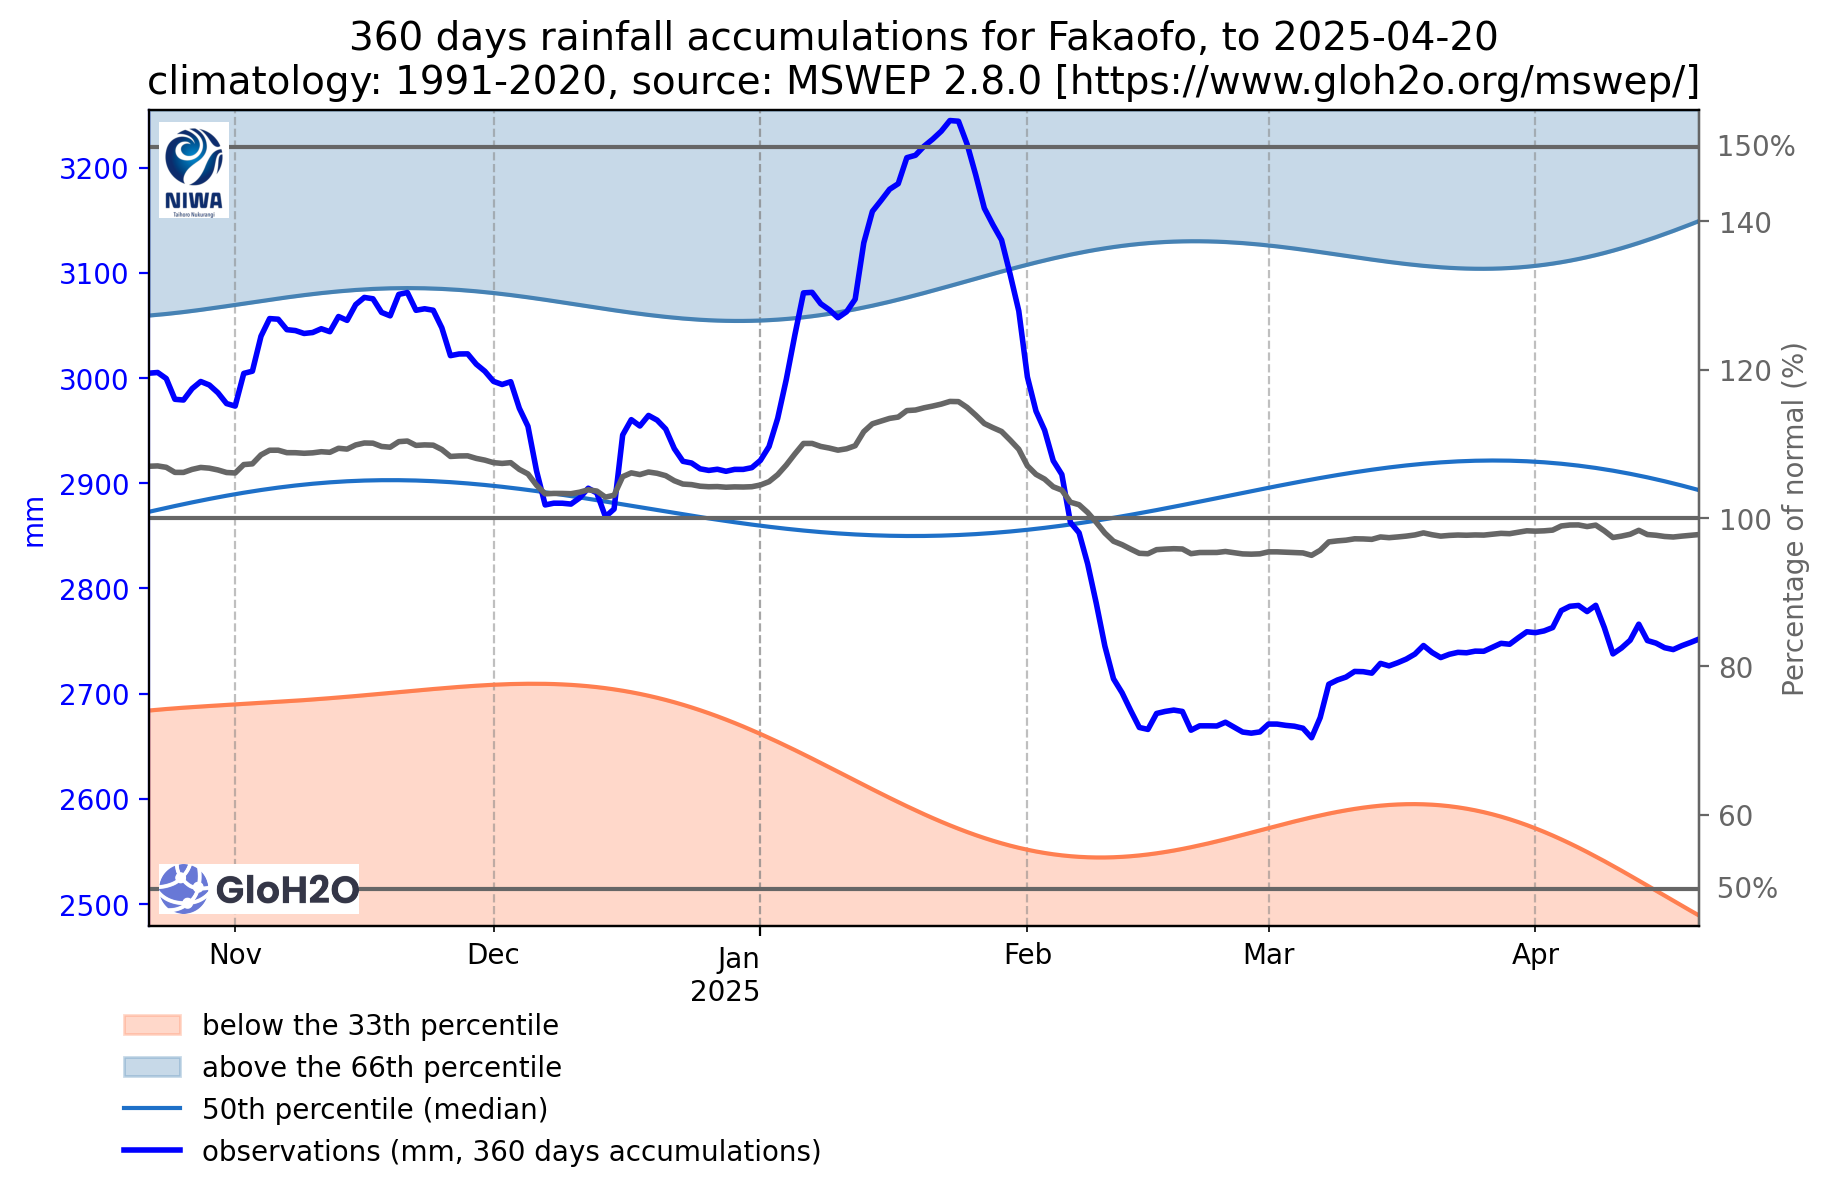 360 days rainfall accumulations for Fakaofo, to 2025-04-20
climatology: 1991-2020, source: MSWEP 2.8.0 [https://www.gloh2o.org/mswep/]
NIWA
Taihoro Nukurangi
3200
3100
3000
2900
2800
2700
2600
2500
mm
150%
140
120
100
80
60
50%
Percentage of normal (%)
GloH2O
Nov
Dec
Jan
2025
Feb
Mar
Apr
below the 33th percentile
above the 66th percentile
50th percentile (median)
observations (mm, 360 days accumulations)